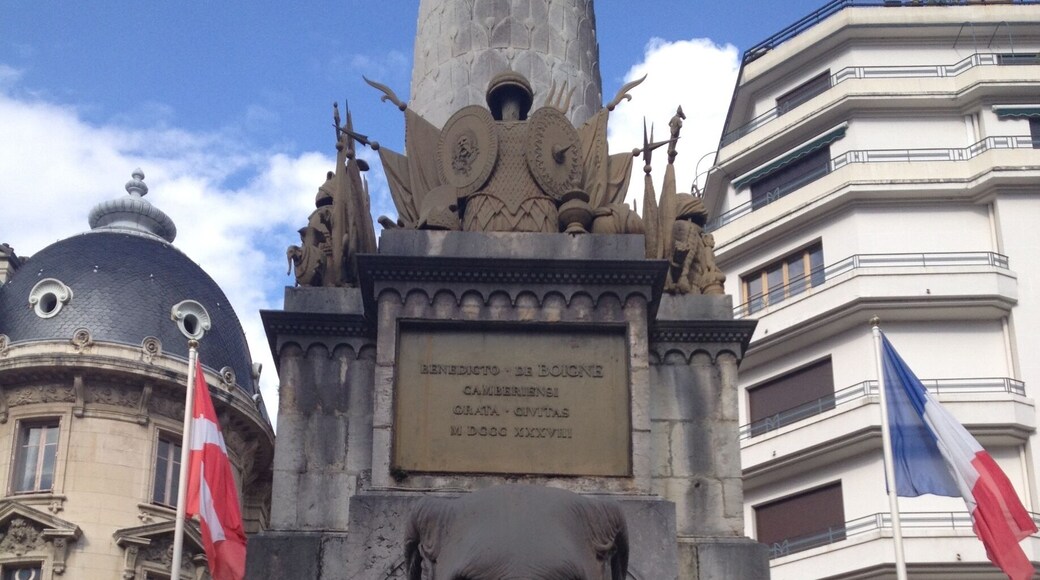 BENEDICTO · DE BOIGNE
CAMBERIENSI
GRATA · CIVITAS
M DCCC XXXVIII